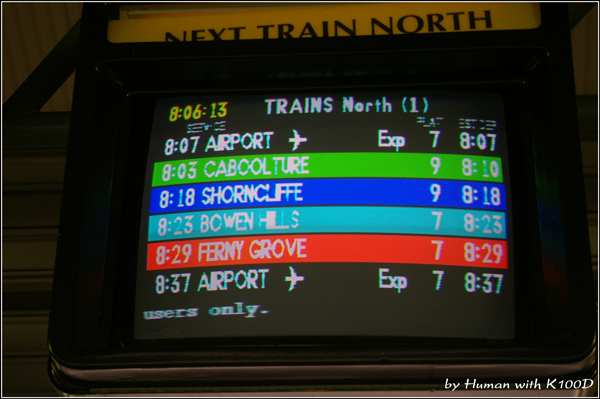 NEXT TRAIN NORTH
8:06:13 TRAINS North (1)
SERVICE PLAT EST DEP
8:07 AIRPORT Exp 7 8:07
8:03 CABOOLTURE 9 8:10
8:18 SHORNCLIFFE 9 8:18
8:23 BOWEN HILLS 7 8:23
8:29 FERNY GROVE 7 8:29
8:37 AIRPORT Exp 7 8:37
users only.
by Human with K100D